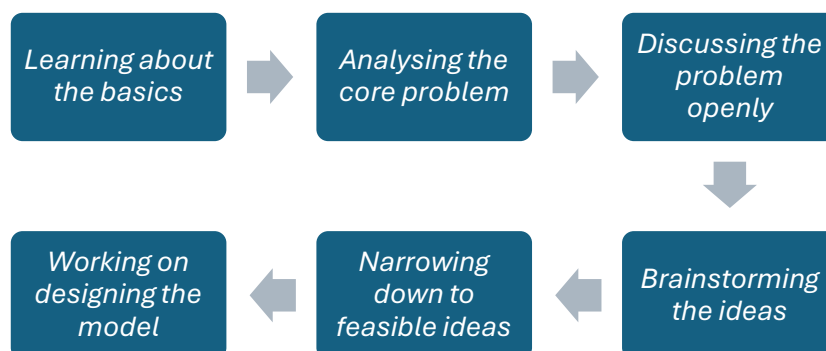 Learning about
the basics
Analysing the
core problem
Discussing the
problem
openly
Brainstorming
the ideas
Narrowing
down to
feasible ideas
Working on
designing the
model